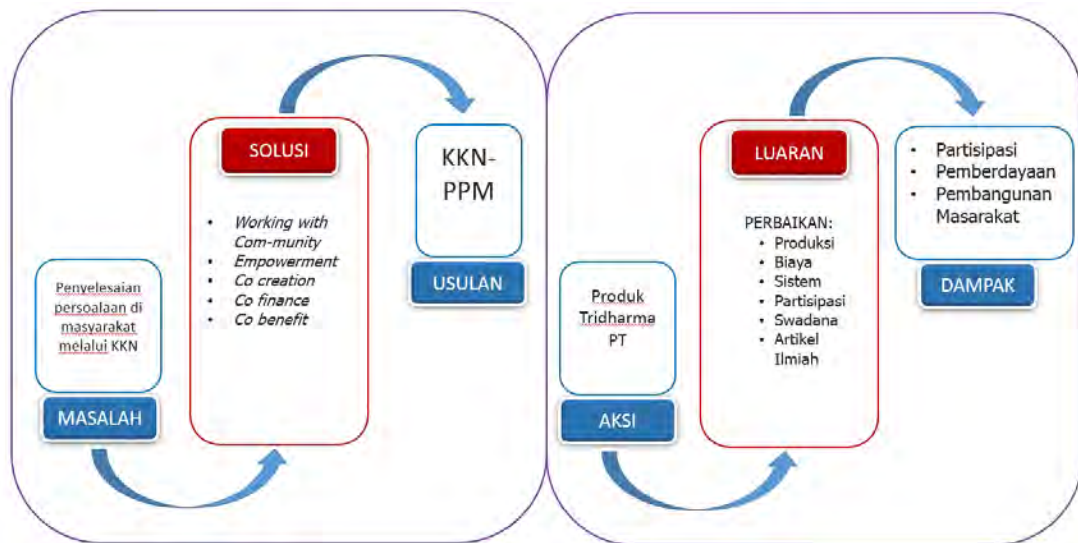 Penyelesaian
persoalaan di
masyarakat
melalui KKN
MASALAH
SOLUSI
• Working with
Com-munity
• Empowerment
• Co creation
• Co finance
• Co benefit
KKN-
PPM
USULAN
Produk
Tridharma
PT
AKSI
LUARAN
PERBAIKAN:
• Produksi
• Biaya
• Sistem
• Partisipasi
• Swadana
• Artikel
Ilmiah
• Partisipasi
• Pemberdayaan
• Pembangunan
Masarakat
DAMPAK